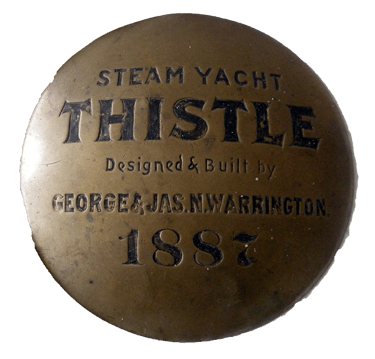 STEAM YACHT
THISTLE
Designed & Built by
GEORGE & JAS. N. WARRINGTON.
1887